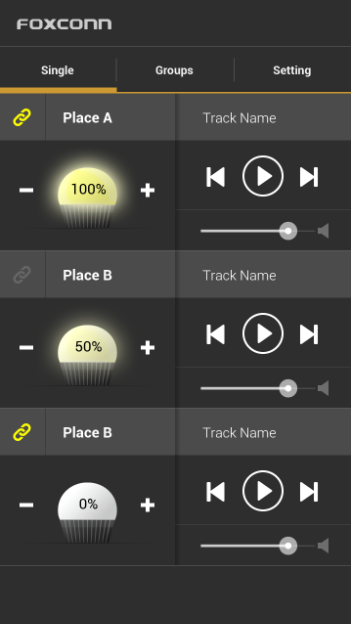 FOXCONN
Single Groups Setting
Place A Track Name
100%
Place B Track Name
50%
Place B Track Name
0%